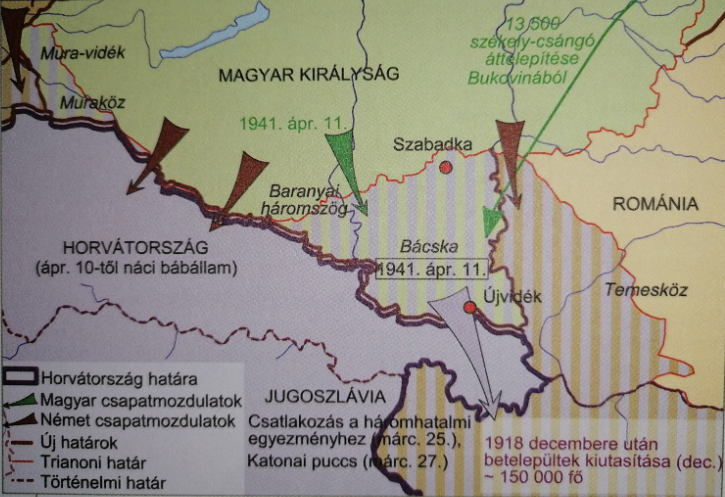 Mura-vidék
Muraköz
MAGYAR KIRÁLYSÁG
13 500
székely-csángó
áttelepítése
Bukovinából
1941. ápr. 11.
Szabadka
Baranyai
háromszög
ROMÁNIA
HORVÁTORSZÁG
(ápr. 10-től náci bábállam)
Bácska
1941. ápr. 11.
Újvidék
Temesköz
Horvátország határa
Magyar csapatmozdulatok
Német csapatmozdulatok
Új határok
Trianoni határ
Történelmi határ
JUGOSZLÁVIA
Csatlakozás a háromhatalmi
egyezményhez (márc. 25.),
Katonai puccs (márc. 27.)
1918 decembere után
betelepültek kiutasítása (dec.)
~ 150 000 fő